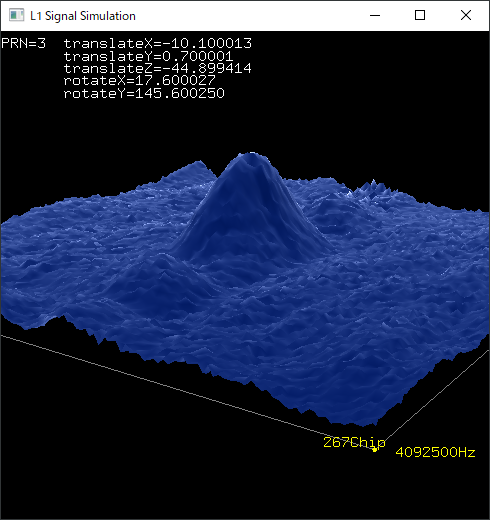 L1 Signal Simulation
PRN=3 translateX=-10.100013
translateY=0.700001
translateZ=-44.899414
rotateX=17.600027
rotateY=145.600250
267Chip
4092500Hz